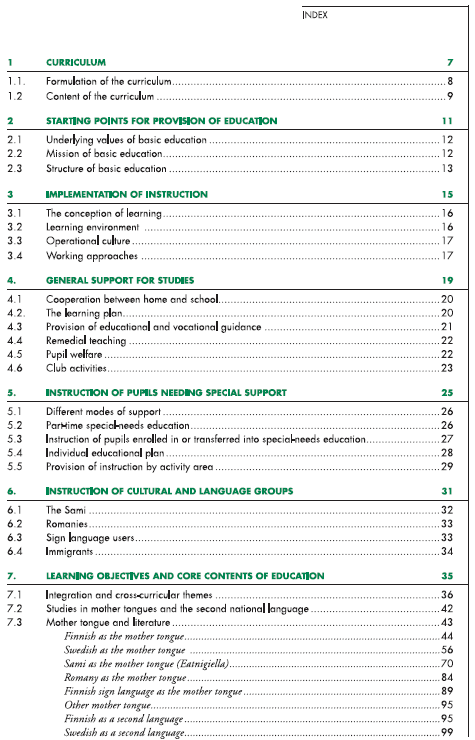 INDEX
1 CURRICULUM 7
1.1. Formulation of the curriculum 8
1.2 Content of the curriculum 9
2 STARTING POINTS FOR PROVISION OF EDUCATION 11
2.1 Underlying values of basic education 12
2.2 Mission of basic education 12
2.3 Structure of basic education 13
3 IMPLEMENTATION OF INSTRUCTION 15
3.1 The conception of learning 16
3.2 Learning environment 16
3.3 Operational culture 17
3.4 Working approaches 17
4. GENERAL SUPPORT FOR STUDIES 19
4.1 Cooperation between home and school 20
4.2. The learning plan 20
4.3 Provision of educational and vocational guidance 21
4.4 Remedial teaching 22
4.5 Pupil welfare 22
4.6 Club activities 23
5. INSTRUCTION OF PUPILS NEEDING SPECIAL SUPPORT 25
5.1 Different modes of support 26
5.2 Part-time special-needs education 26
5.3 Instruction of pupils enrolled in or transferred into special-needs education 27
5.4 Individual educational plan 28
5.5 Provision of instruction by activity area 29
6. INSTRUCTION OF CULTURAL AND LANGUAGE GROUPS 31
6.1 The Sami 32
6.2 Romanies 33
6.3 Sign language users 33
6.4 Immigrants 34
7. LEARNING OBJECTIVES AND CORE CONTENTS OF EDUCATION 35
7.1 Integration and cross-curricular themes 36
7.2 Studies in mother tongues and the second national language 42
7.3 Mother tongue and literature 43
Finnish as the mother tongue 44
Swedish as the mother tongue 56
Sami as the mother tongue (Eatnigiella) 70
Romany as the mother tongue 84
Finnish sign language as the mother tongue 89
Other mother tongue 95
Finnish as a second language 95
Swedish as a second language 99